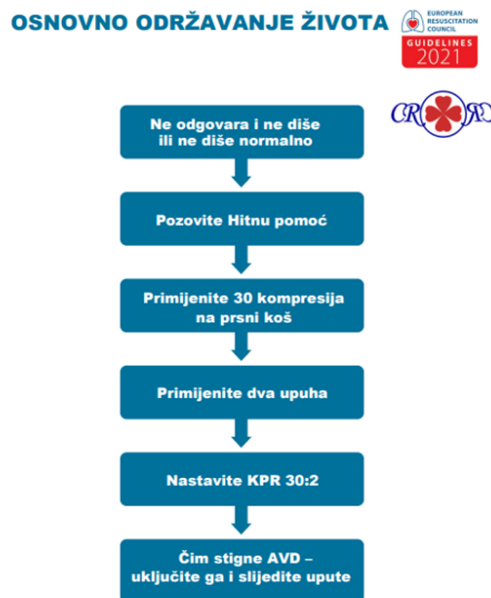 OSNOVNO ODRŽAVANJE ŽIVOTA
EUROPEAN
RESUSCITATION
COUNCIL
GUIDELINES
2021
Ne odgovara i ne diše
ili ne diše normalno
Pozovite Hitnu pomoć
Primijenite 30 kompresija
na prsni koš
Primijenite dva upuha
Nastavite KPR 30:2
Čim stigne AVD –
uključite ga i slijedite upute